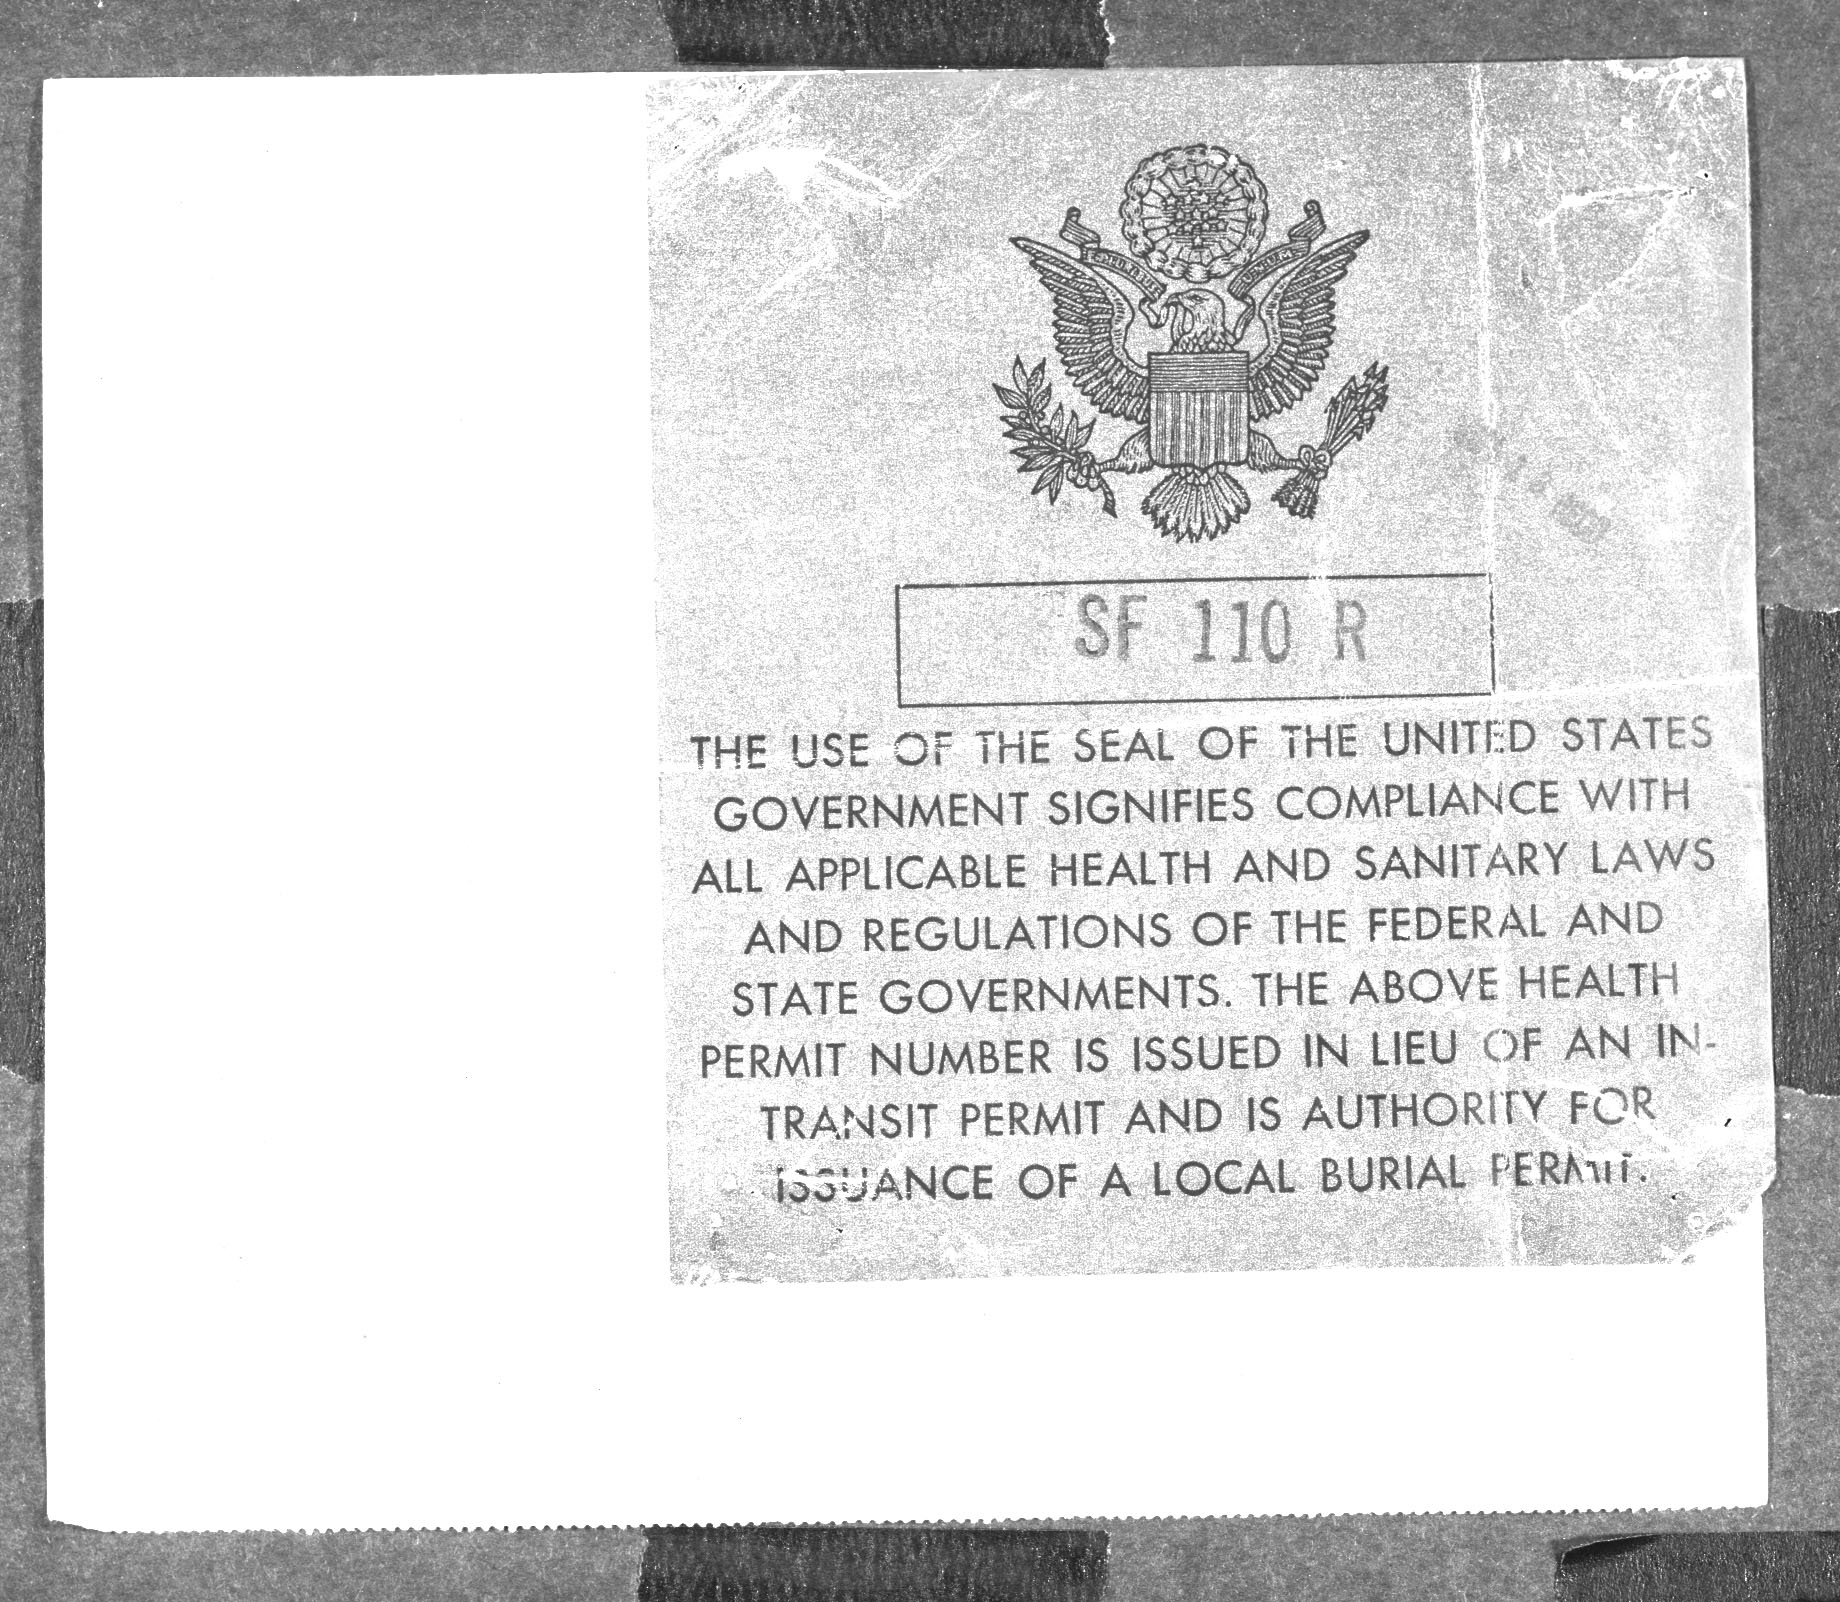 SF 110 R
THE USE OF THE SEAL OF THE UNITED STATES
GOVERNMENT SIGNIFIES COMPLIANCE WITH
ALL APPLICABLE HEALTH AND SANITARY LAWS
AND REGULATIONS OF THE FEDERAL AND
STATE GOVERNMENTS. THE ABOVE HEALTH
PERMIT NUMBER IS ISSUED IN LIEU OF AN IN-
TRANSIT PERMIT AND IS AUTHORITY FOR
ISSUANCE OF A LOCAL BURIAL PERMIT.